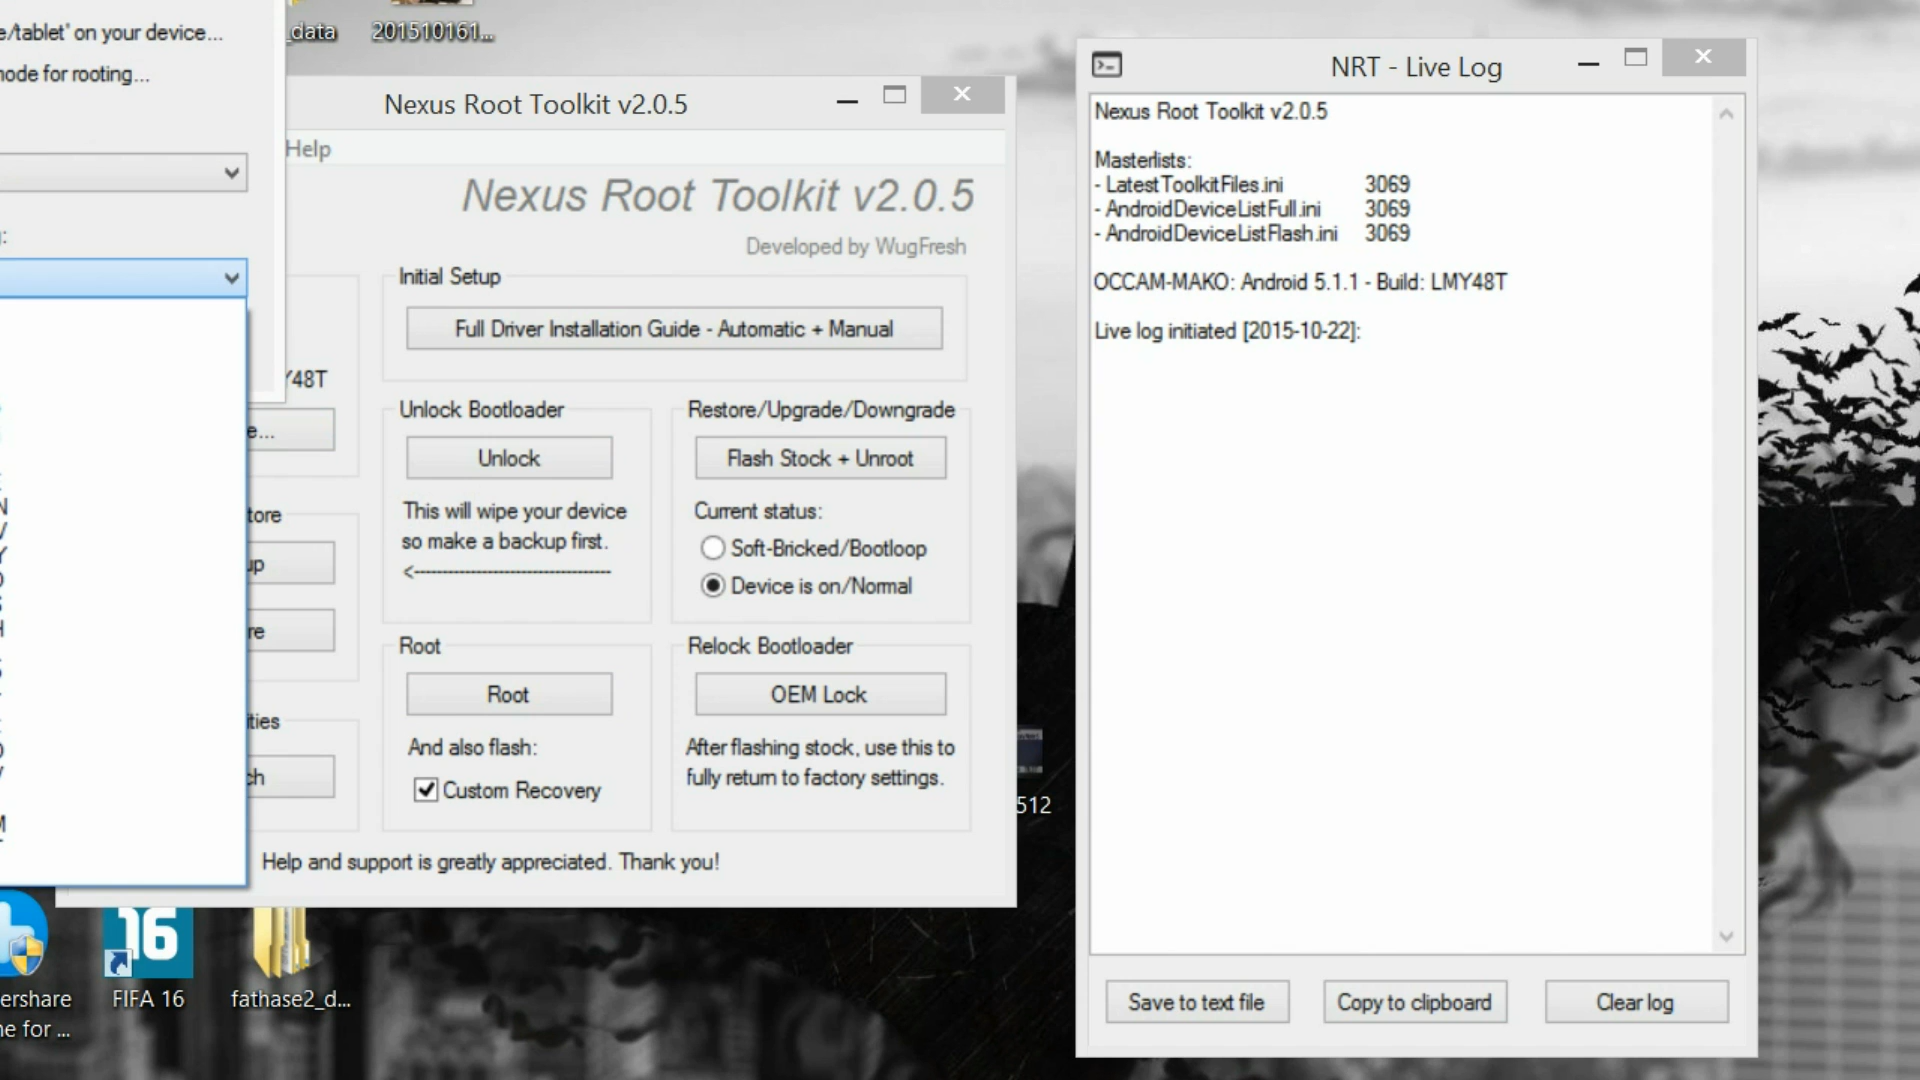 _data
201510161...
e/tablet' on your device...
node for rooting...
Nexus Root Toolkit v2.0.5
Help
Nexus Root Toolkit v2.0.5
Developed by WugFresh
Y48T
e...
tore
up
re
ities
ch
Initial Setup
Full Driver Installation Guide - Automatic + Manual
Unlock Bootloader
Unlock
This will wipe your device
so make a backup first.
<------------------------------------
Restore/Upgrade/Downgrade
Flash Stock + Unroot
Current status:
Soft-Bricked/Bootloop
Device is on/Normal
Root
Root
And also flash:
Custom Recovery
Relock Bootloader
OEM Lock
After flashing stock, use this to
fully return to factory settings.
Help and support is greatly appreciated. Thank you!
NRT - Live Log
Nexus Root Toolkit v2.0.5
Masterlists:
- LatestToolkitFiles.ini 3069
- AndroidDeviceListFull.ini 3069
- AndroidDeviceListFlash.ini 3069
OCCAM-MAKO: Android 5.1.1 - Build: LMY48T
Live log initiated [2015-10-22]:
Save to text file
Copy to clipboard
Clear log
512
16
ershare
ne for ...
FIFA 16
fathase2_d...